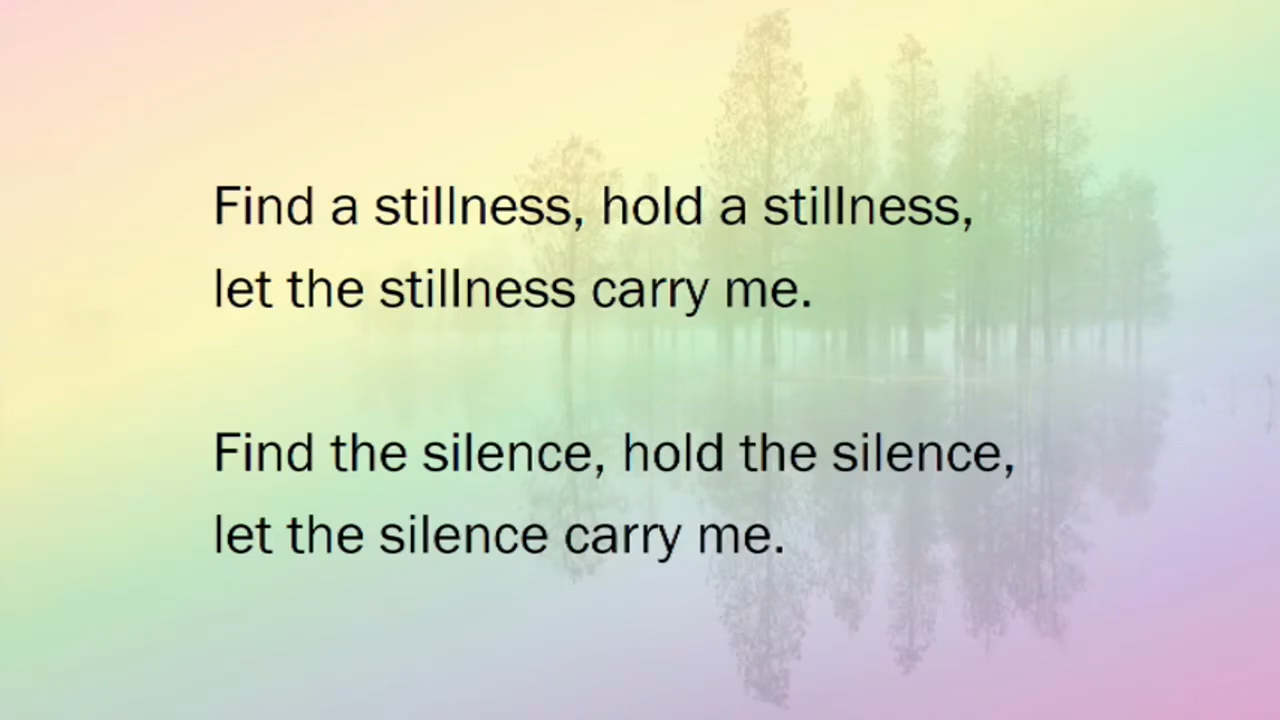 Find a stillness, hold a stillness,
let the stillness carry me.
Find the silence, hold the silence,
let the silence carry me.